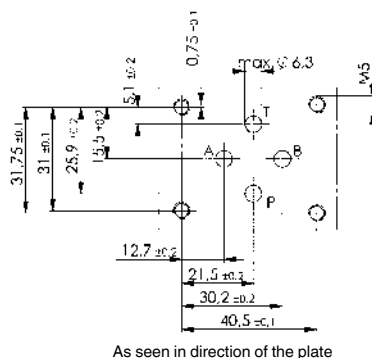 0,75 ±0,1
max. ∅ 6,3
M5
5,1 ±0,2
T
31,75 ±0,1
31 ±0,1
25,9 ±0,2
15,5 ±0,2
A
B
P
12,7 ±0,2
21,5 ±0,2
30,2 ±0,2
40,5 ±0,1
As seen in direction of the plate